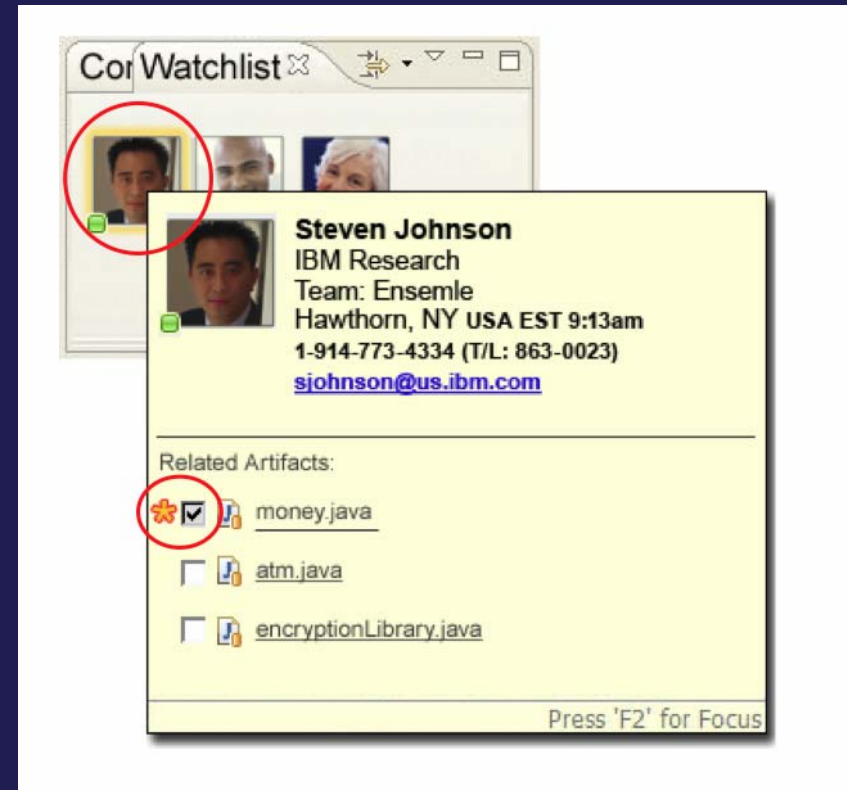 Cor Watchlist
Steven Johnson
IBM Research
Team: Ensemle
Hawthorn, NY USA EST 9:13am
1-914-773-4334 (T/L: 863-0023)
sjohnson@us.ibm.com
Related Artifacts:
money.java
atm.java
encryptionLibrary.java
Press 'F2' for Focus